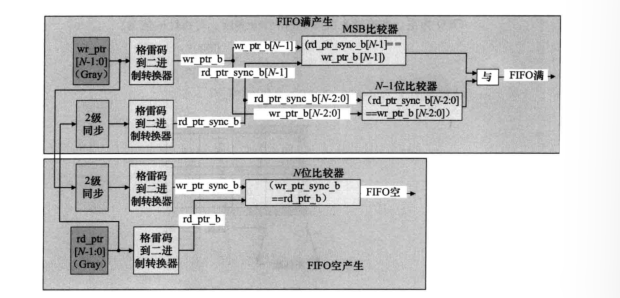 FIFO满产生
MSB比较器
wr_ptr
[N-1:0]
(Gray)
格雷码
到二进
制转换器
wr_ptr_b
wr_ptr_b[N−1]
rd_ptr_sync_b[N-1]
(rd_ptr_sync_b[N-1]==
wr_ptr_b [N-1])
与
FIFO满
N−1位比较器
2级
同步
格雷码
到二进
制转换器
rd_ptr_sync_b
rd_ptr_sync_b[N-2:0]
wr_ptr_b[N-2:0]
(rd_ptr_sync_b[N-2:0]
==wr_ptr_b [N-2:0])
N位比较器
2级
同步
格雷码
到二进
制转换器
wr_ptr_sync_b
rd_ptr_b
(wr_ptr_sync_b
==rd_ptr_b)
FIFO空
rd_ptr
[N-1:0]
(Gray)
格雷码
到二进
制转换器
FIFO空产生